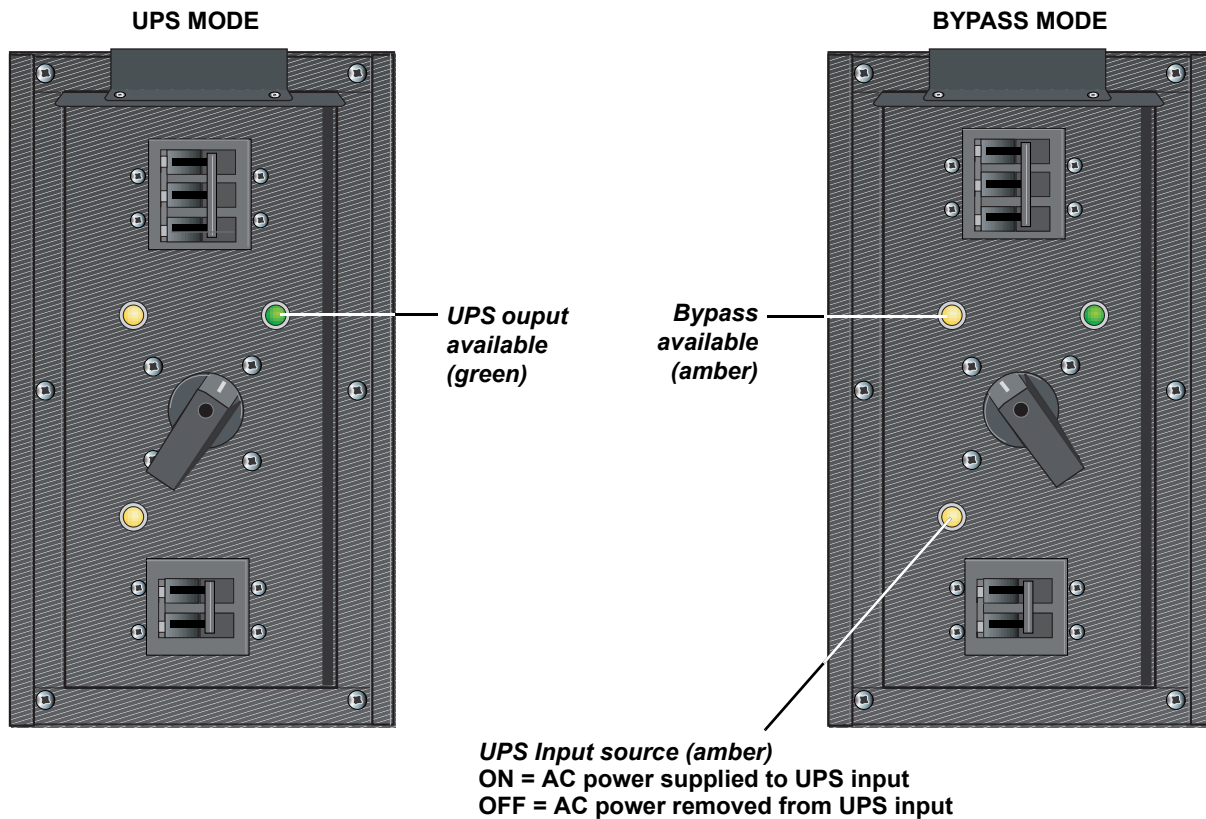 UPS MODE
BYPASS MODE
UPS ouput
available
(green)
Bypass
available
(amber)
UPS Input source (amber)
ON = AC power supplied to UPS input
OFF = AC power removed from UPS input